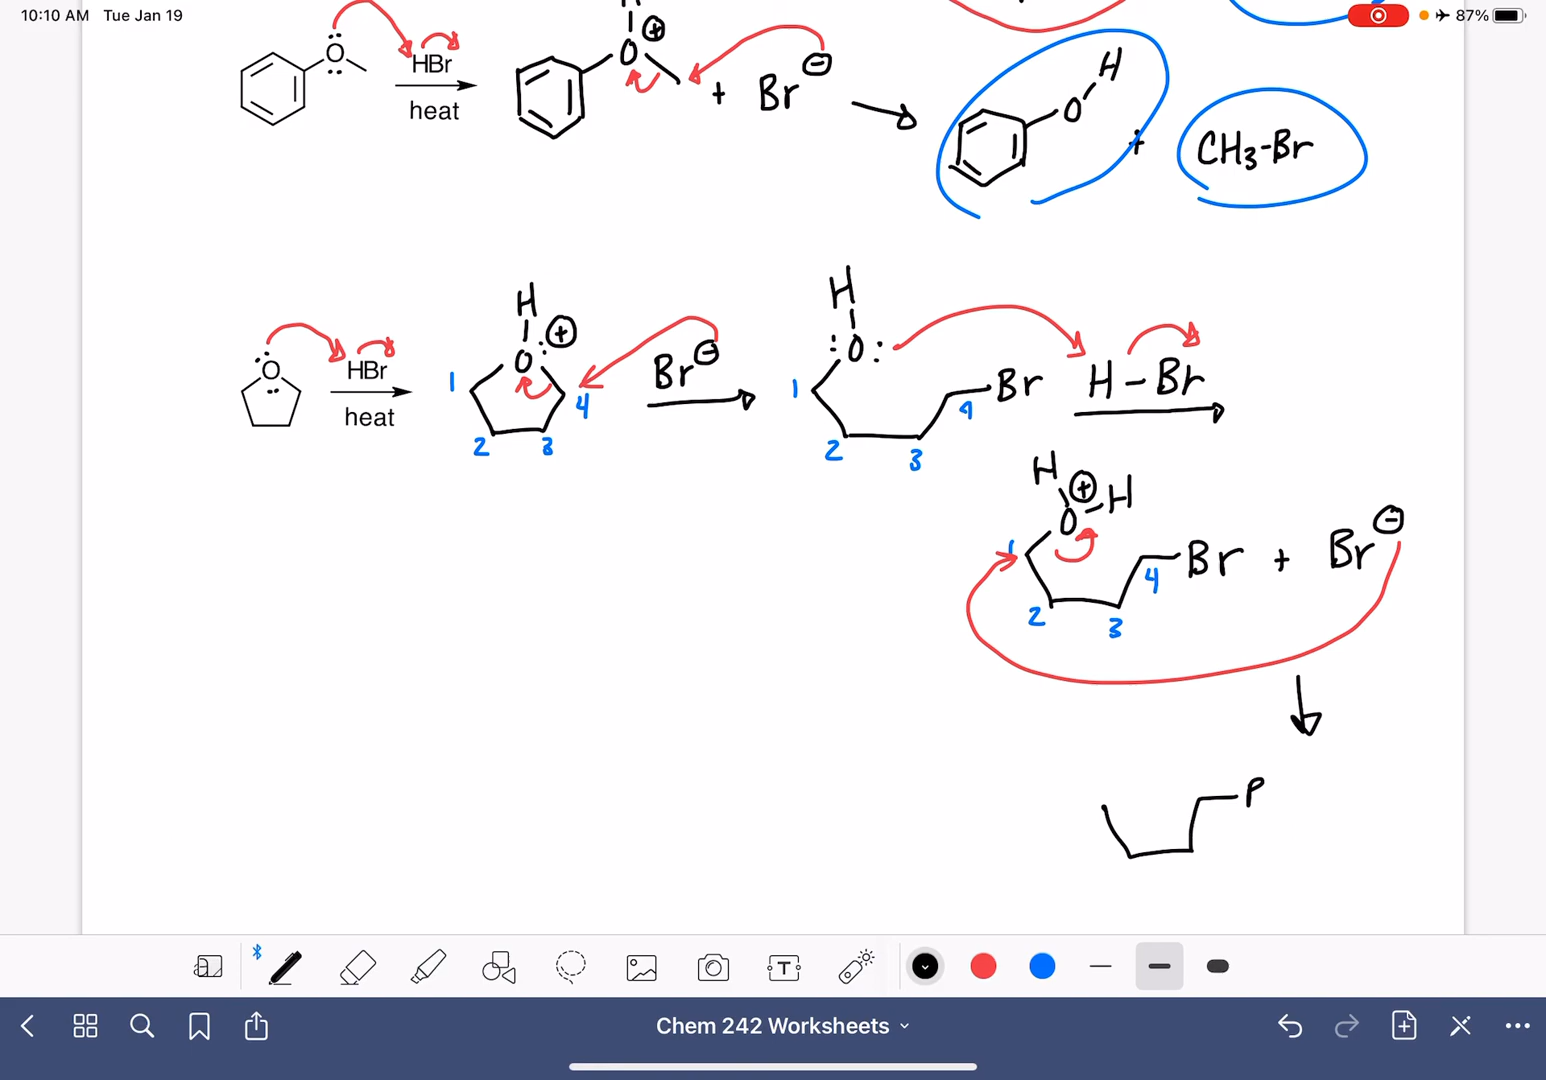 10:10 AM Tue Jan 19
87%
H
O
HBr
heat
O
⊕
+ Br ⊖
O
H
+
CH3-Br
O
HBr
heat
H
O: ⊕
1
2
3
4
Br⊖
H
:O:
1
2
3
4
Br
H-Br
H
O
⊕
H
1
2
3
4
Br + Br⊖
P
T
Chem 242 Worksheets